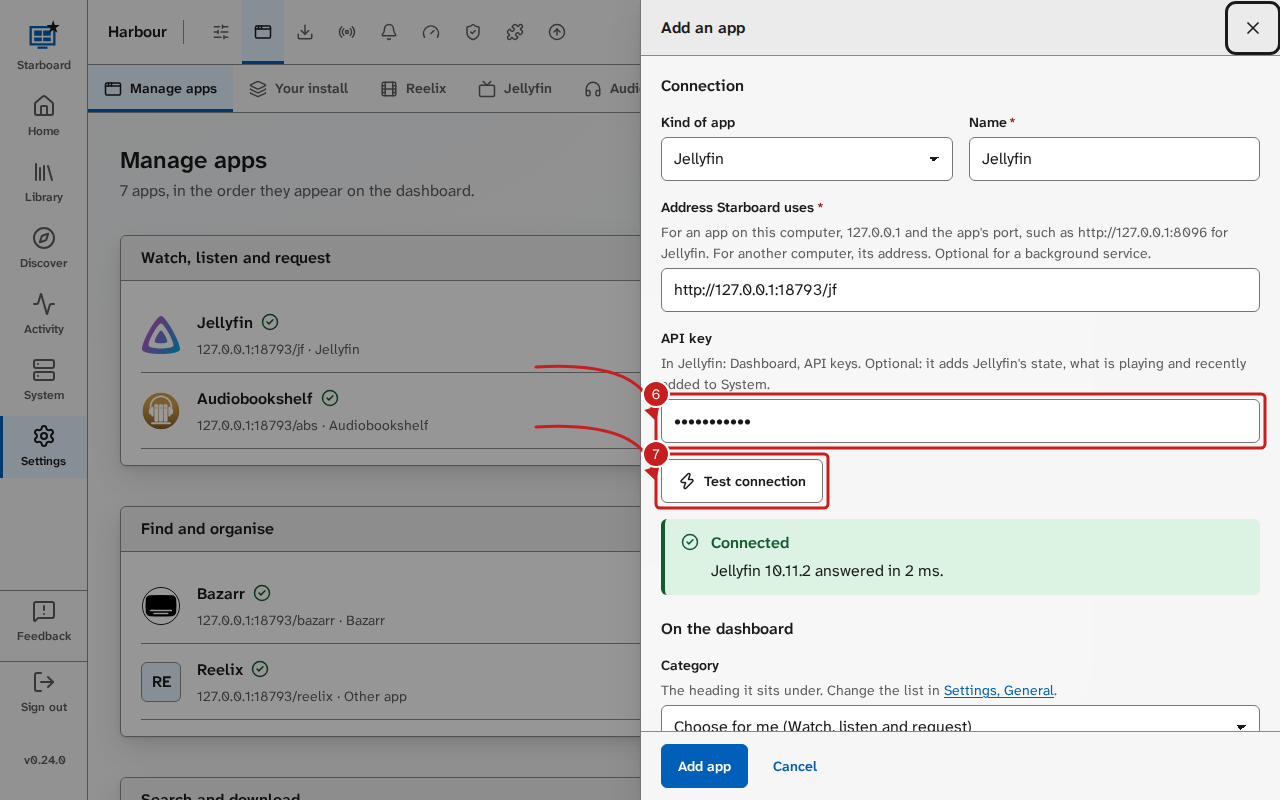 Starboard
Home
Library
Discover
Activity
System
Settings
Feedback
Sign out
v0.24.0
Harbour
Manage apps
Your install
Reelix
Jellyfin
Manage apps
7 apps, in the order they appear on the dashboard.
Watch, listen and request
Jellyfin
127.0.0.1:18793/jf · Jellyfin
Audiobookshelf
127.0.0.1:18793/abs · Audiobookshelf
Find and organise
Bazarr
127.0.0.1:18793/bazarr · Bazarr
RE
Reelix
127.0.0.1:18793/reelix · Other app
Search and download
Add an app
Connection
Kind of app
Name *
Jellyfin
Jellyfin
Address Starboard uses *
For an app on this computer, 127.0.0.1 and the app's port, such as http://127.0.0.1:8096 for
Jellyfin. For another computer, its address. Optional for a background service.
http://127.0.0.1:18793/jf
API key
In Jellyfin: Dashboard, API keys. Optional: it adds Jellyfin's state, what is playing and recently
added to System.
6
•••••••••••
7
Test connection
Connected
Jellyfin 10.11.2 answered in 2 ms.
On the dashboard
Category
The heading it sits under. Change the list in Settings, General.
Choose for me (Watch, listen and request)
Add app
Cancel